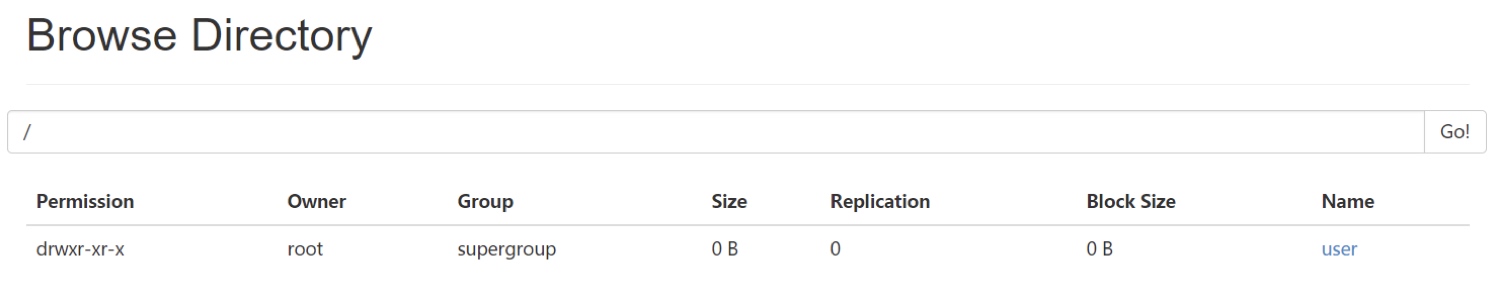 Browse Directory
/ Go!
Permission Owner Group Size Replication Block Size Name
drwxr-xr-x root supergroup 0 B 0 0 B user